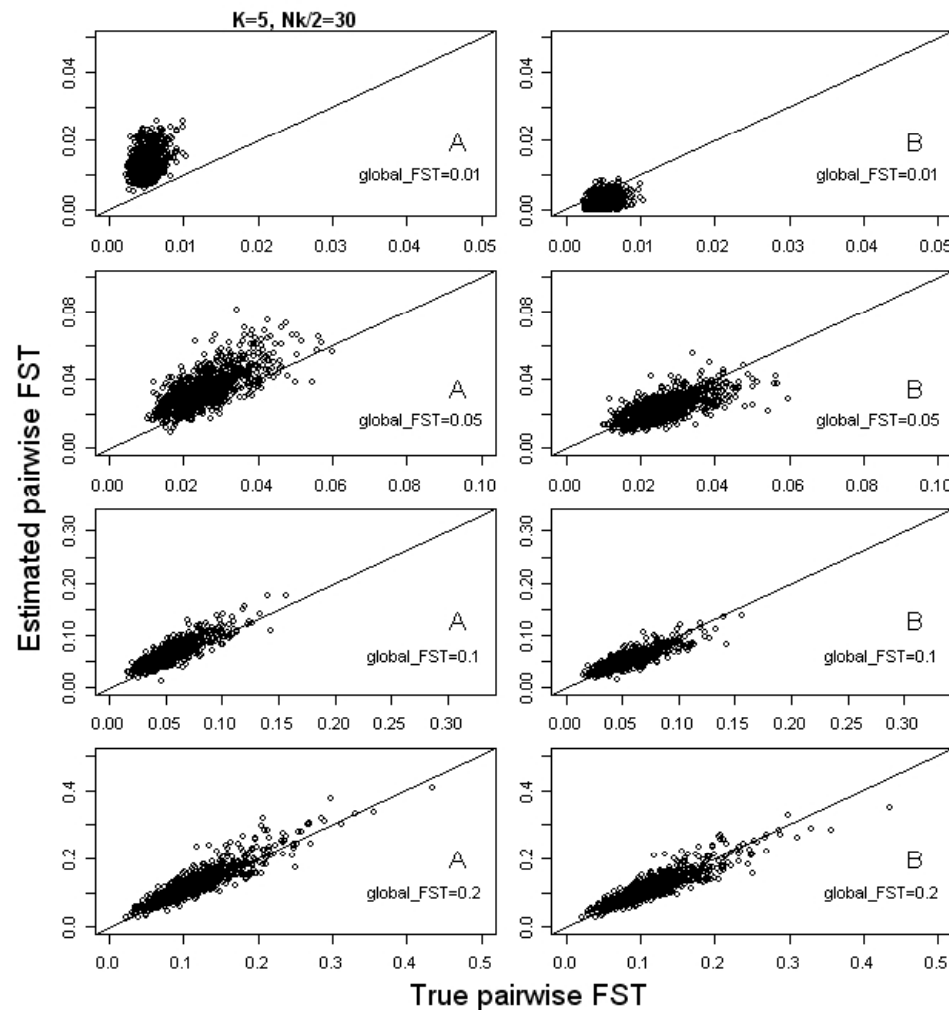 K=5, Nk/2=30
Estimated pairwise FST
0.00 0.02 0.04
A
global_FST=0.01
0.00 0.01 0.02 0.03 0.04 0.05
0.00 0.02 0.04
B
global_FST=0.01
0.00 0.01 0.02 0.03 0.04 0.05
0.00 0.04 0.08
A
global_FST=0.05
0.00 0.02 0.04 0.06 0.08 0.10
0.00 0.04 0.08
B
global_FST=0.05
0.00 0.02 0.04 0.06 0.08 0.10
0.00 0.10 0.20 0.30
A
global_FST=0.1
0.00 0.05 0.10 0.15 0.20 0.25 0.30
0.00 0.10 0.20 0.30
B
global_FST=0.1
0.00 0.05 0.10 0.15 0.20 0.25 0.30
0.0 0.2 0.4
A
global_FST=0.2
0.0 0.1 0.2 0.3 0.4 0.5
0.0 0.2 0.4
B
global_FST=0.2
0.0 0.1 0.2 0.3 0.4 0.5
True pairwise FST